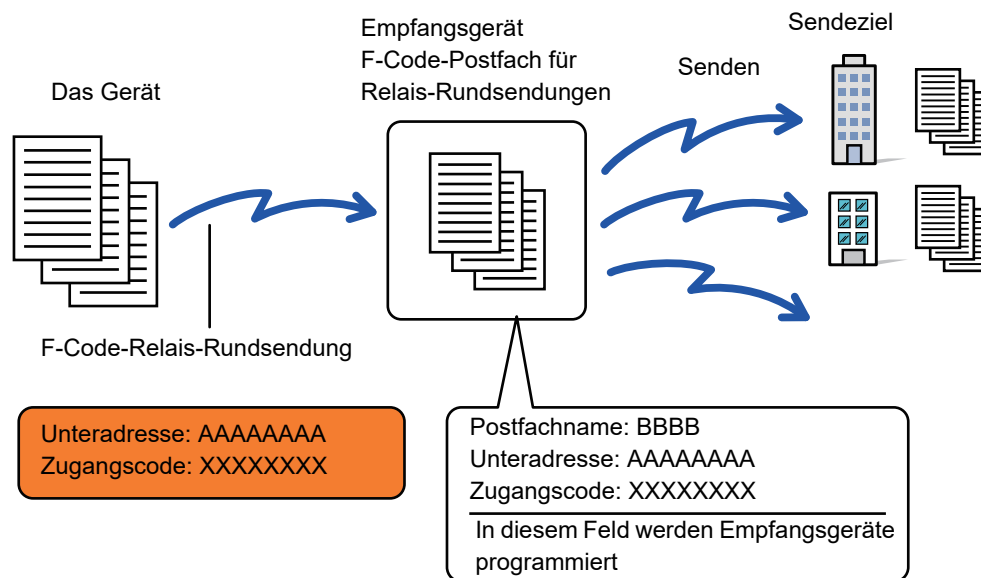 Das Gerät
Empfangsgerät
F-Code-Postfach für
Relais-Rundsendungen
Senden
Sendeziel
F-Code-Relais-Rundsendung
Unteradresse: AAAAAAAA
Zugangscode: XXXXXXXX
Postfachname: BBBB
Unteradresse: AAAAAAAA
Zugangscode: XXXXXXXX
In diesem Feld werden Empfangsgeräte
programmiert